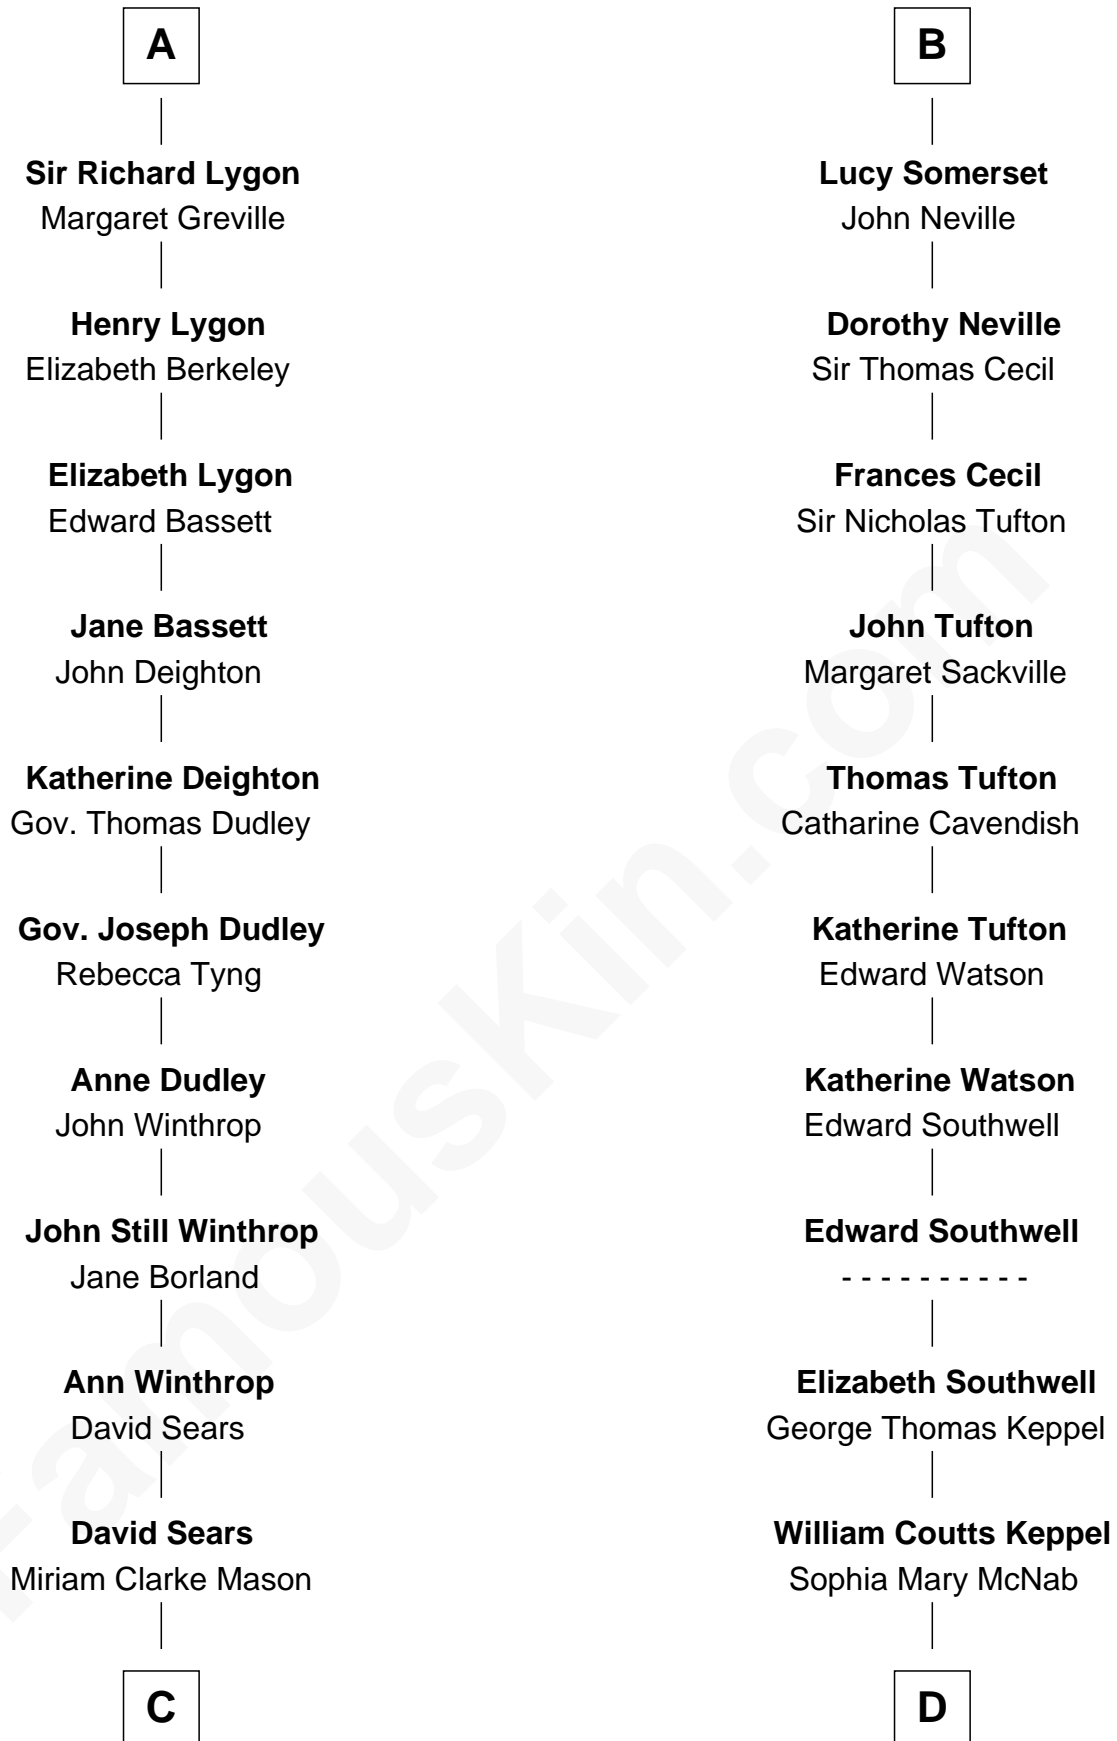 A
Sir Richard Lygon
Margaret Greville
Henry Lygon
Elizabeth Berkeley
Elizabeth Lygon
Edward Bassett
Jane Bassett
John Deighton
Katherine Deighton
Gov. Thomas Dudley
Gov. Joseph Dudley
Rebecca Tyng
Anne Dudley
John Winthrop
John Still Winthrop
Jane Borland
Ann Winthrop
David Sears
David Sears
Miriam Clarke Mason
C
B
Lucy Somerset
John Neville
Dorothy Neville
Sir Thomas Cecil
Frances Cecil
Sir Nicholas Tufton
John Tufton
Margaret Sackville
Thomas Tufton
Catharine Cavendish
Katherine Tufton
Edward Watson
Katherine Watson
Edward Southwell
Edward Southwell
- - - - - - - - - -
Elizabeth Southwell
George Thomas Keppel
William Coutts Keppel
Sophia Mary McNab
D
FamousKin.com